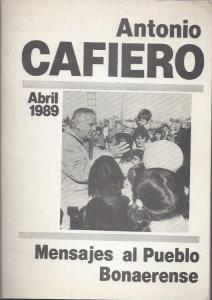 Antonio
CAFIERO
Abril
1989
Mensajes al Pueblo
Bonaerense